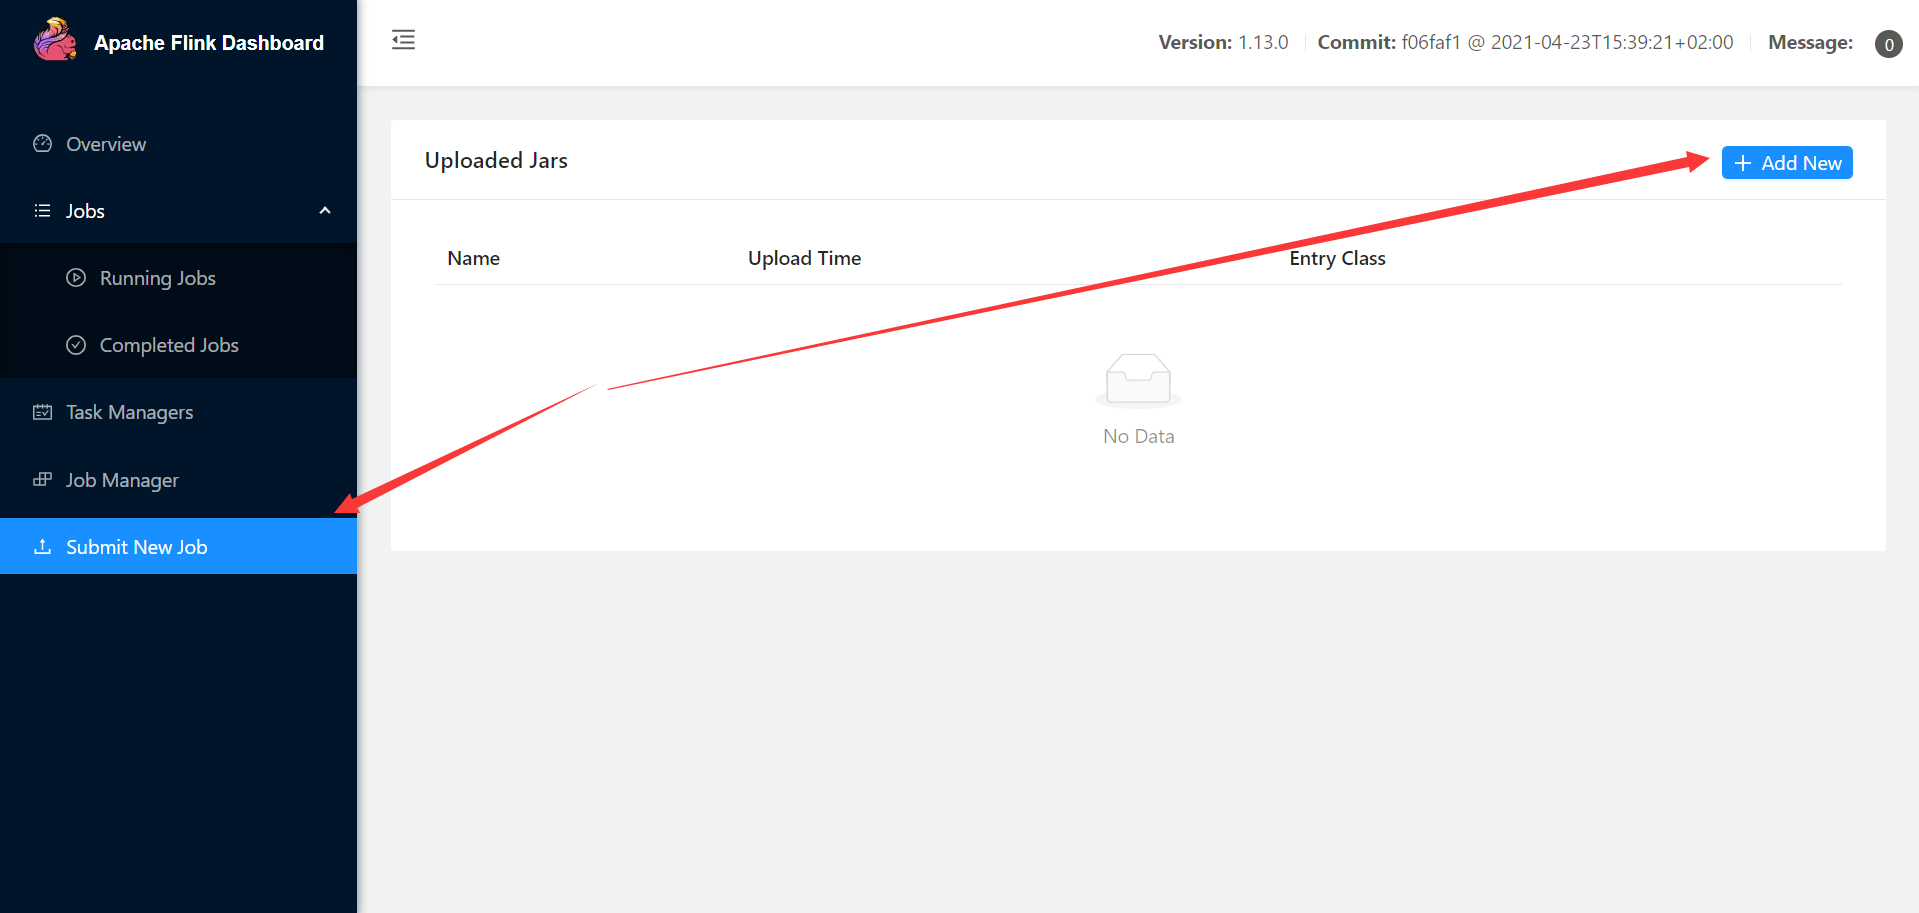 Apache Flink Dashboard
Version: 1.13.0 Commit: f06faf1 @ 2021-04-23T15:39:21+02:00 Message: 0
Overview
Jobs
Running Jobs
Completed Jobs
Task Managers
Job Manager
Submit New Job
Uploaded Jars
Add New
Name Upload Time Entry Class
No Data